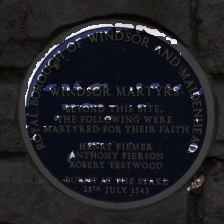 ROYAL BOROUGH OF WINDSOR AND MAIDENHEAD
WINDSOR MARTYRS
BEYOND THIS SITE,
THE FOLLOWING WERE
MARTYRED FOR THEIR FAITH
HENRY FILMER
ANTHONY PIERSON
ROBERT TESTWOOD
BURNT AT THE STAKE
28TH JULY 1543